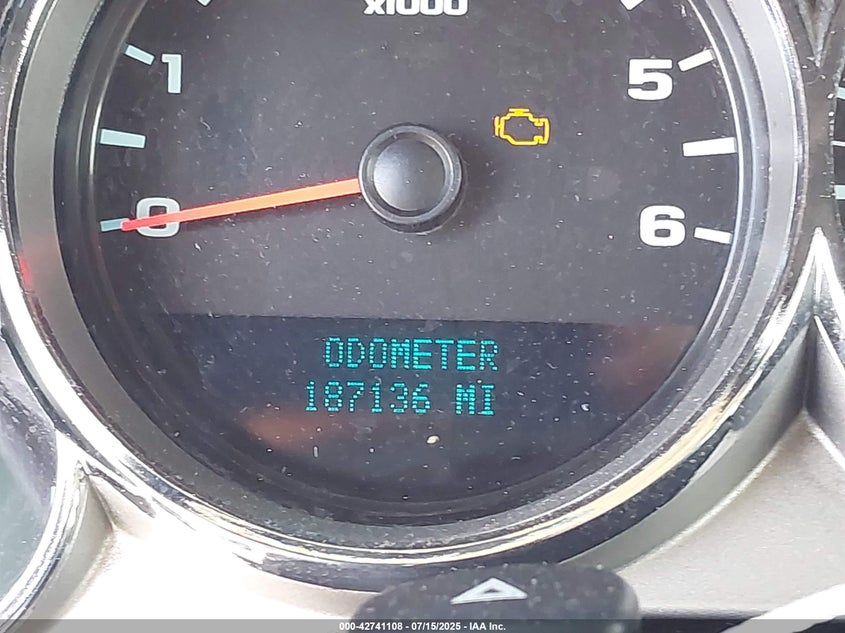 x1000
1
5
0
6
ODOMETER
187136 MI
000-42741108 - 07/15/2025 - IAA Inc.